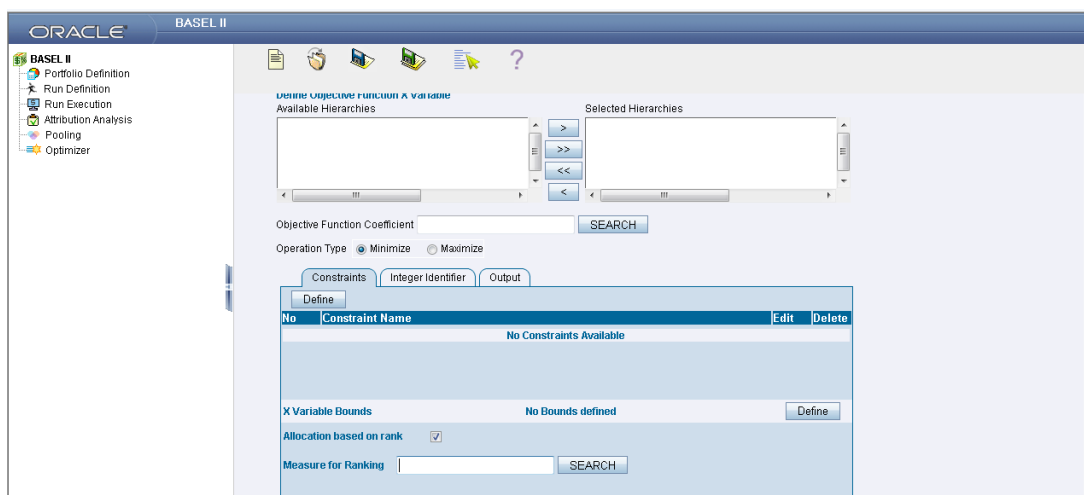 ORACLE
BASEL II
BASEL II
Portfolio Definition
Run Definition
Run Execution
Attribution Analysis
Pooling
Optimizer
?
Define Objective Function X Variable
Available Hierarchies
Selected Hierarchies
>
>>
<<
<
Objective Function Coefficient
SEARCH
Operation Type Minimize Maximize
Constraints Integer Identifier Output
Define
No Constraint Name Edit Delete
No Constraints Available
X Variable Bounds No Bounds defined Define
Allocation based on rank
Measure for Ranking SEARCH